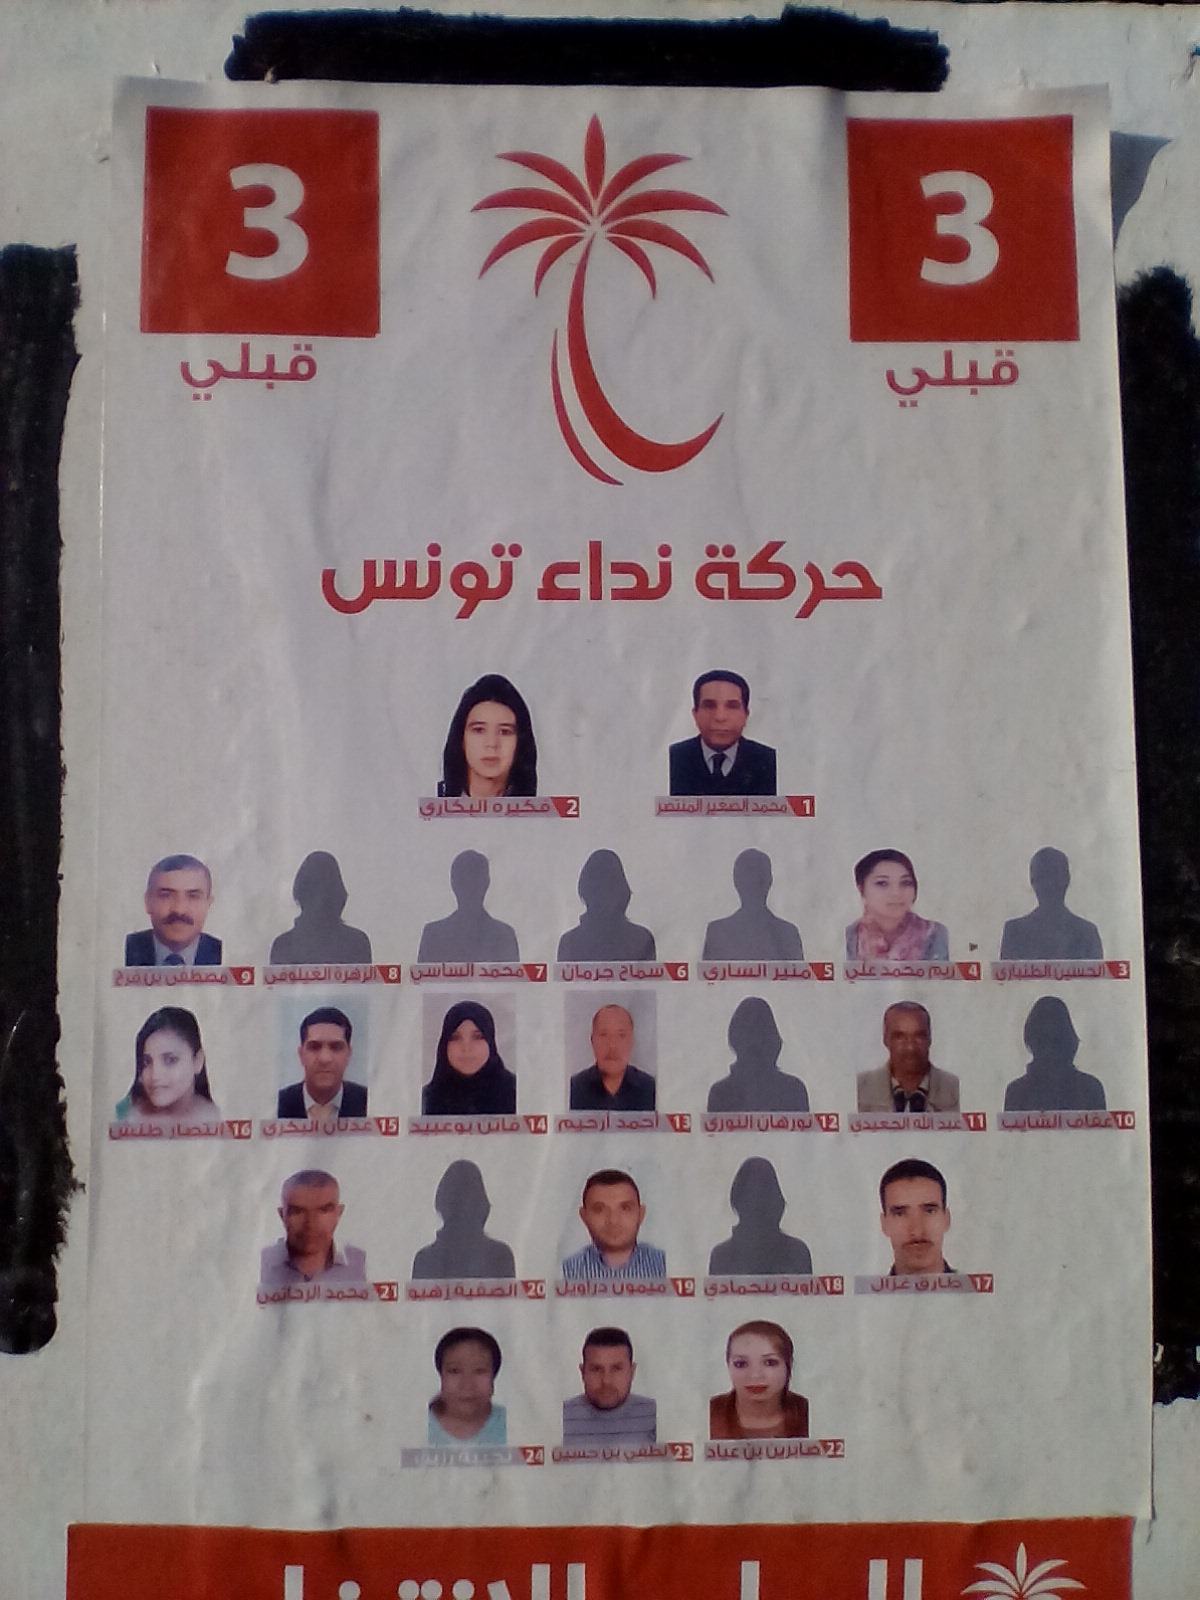 3
3
قبلي
قبلي
حركة نداء تونس
1 محمد الصغير المنتصر
2 فكيره البكاري
3 الحسين الطنباري
4 ريم محمد علي
5 منير الساري
6 سماح جرمان
7 محمد الساسي
8 الزهرة الغيلوفي
9 مصطفى بن فرج
10 عفاف الشايب
11 عبد الله الجعيدي
12 نورهان النوري
13 أحمد أرحيم
14 فاتن بوعبيد
15 عدنان البكري
16 انتصار طنش
17 طارق غزال
18 راوية بنحمادي
19 ميمون دراويل
20 الصفية زهيو
21 محمد الرحاتمي
22 صابرين بن عياد
23 لطفي بن حسين
24